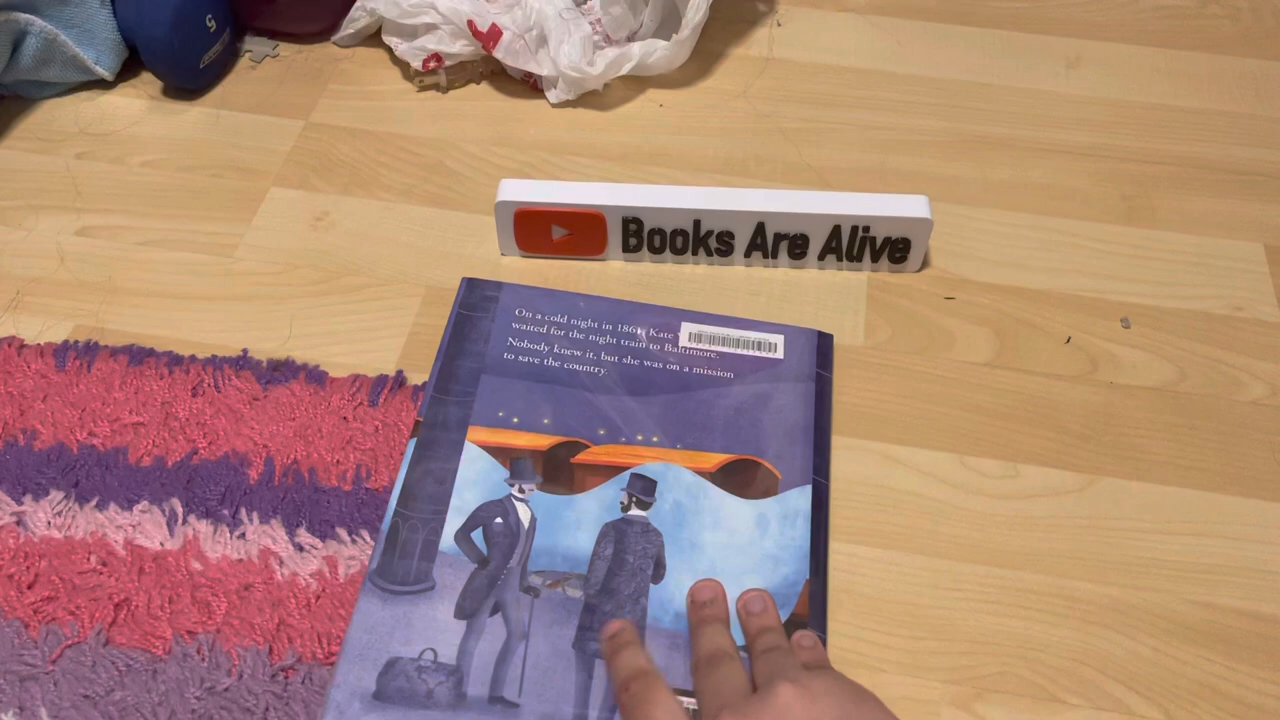 5
Books Are Alive
On a cold night in 1861, Kate
waited for the night train to Baltimore.
Nobody knew it, but she was on a mission
to save the country.